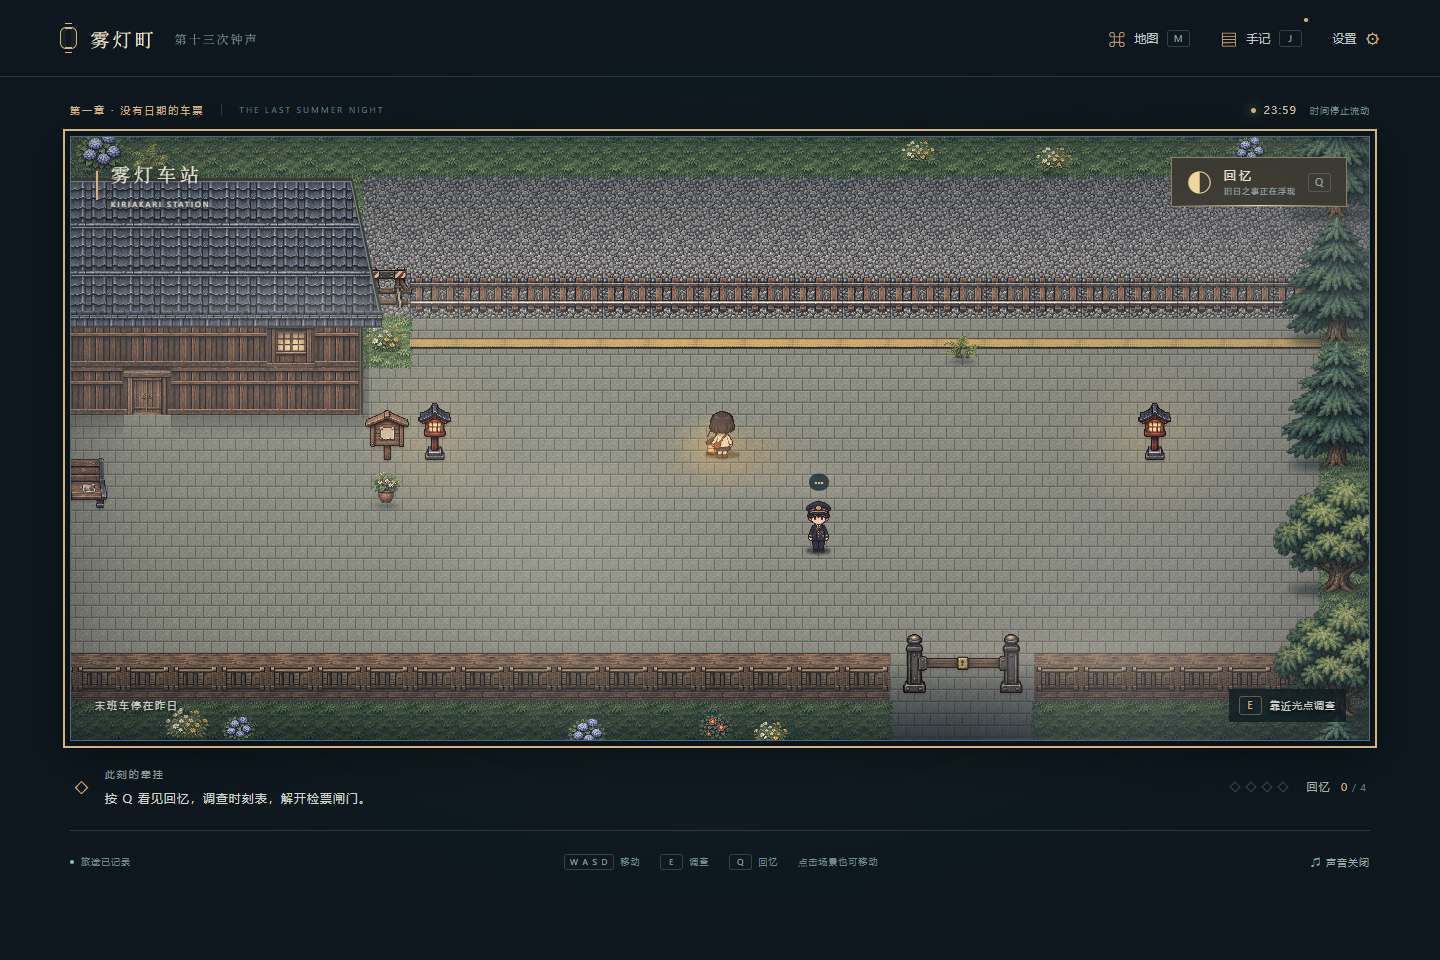 雾灯町 第十三次钟声
地图 M 手记 J 设置
第一章 · 没有日期的车票 THE LAST SUMMER NIGHT
23:59 时间停止流动
雾灯车站
KIRIAKARI STATION
回忆
旧日之事正在浮现
Q
末班车停在昨日。
E 靠近光点调查
此刻的牵挂
按 Q 看见回忆，调查时刻表，解开检票闸门。
回忆 0 / 4
旅途已记录
WASD 移动 E 调查 Q 回忆 点击场景也可移动
声音关闭